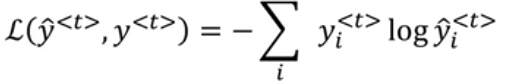 ℒ(ŷ^{<t>}, y^{<t>}) = − ∑_i y_i^{<t>} log ŷ_i^{<t>}